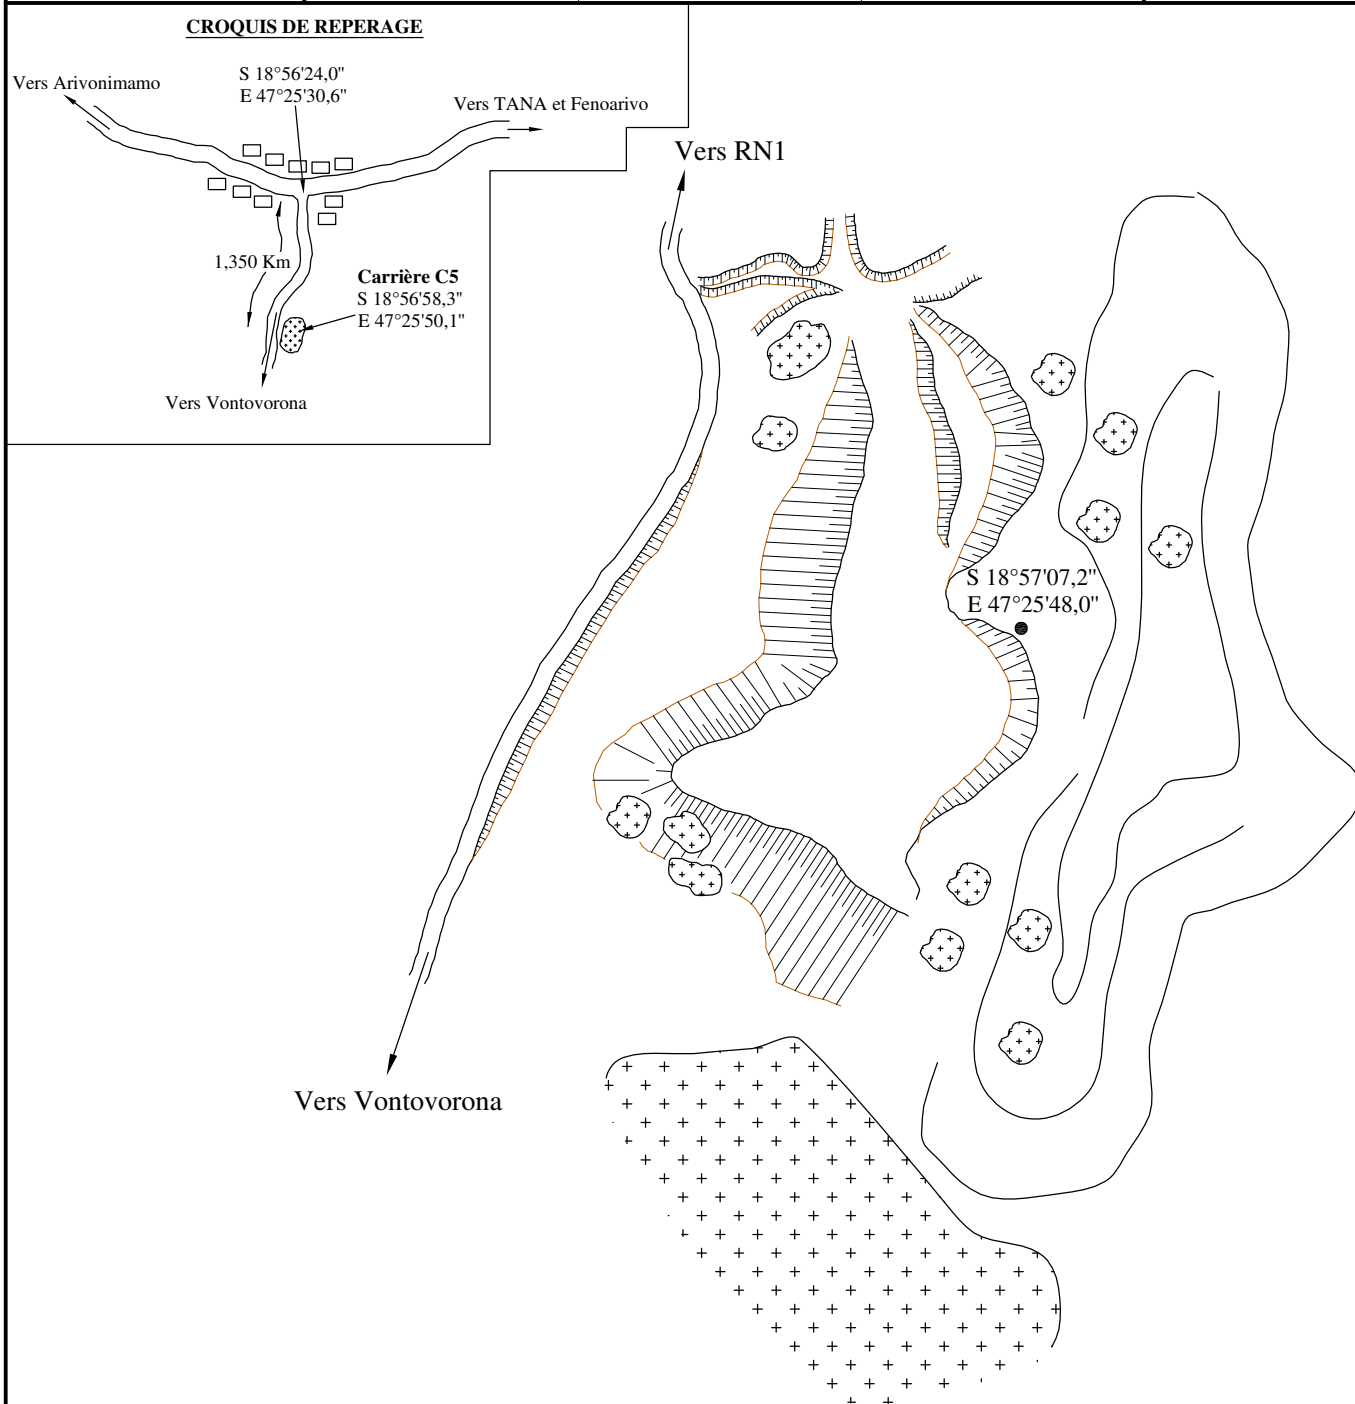 CROQUIS DE REPERAGE
S 18°56'24,0"
E 47°25'30,6"
Vers Arivonimamo
Vers TANA et Fenoarivo
1,350 Km
Carrière C5
S 18°56'58,3"
E 47°25'50,1"
Vers Vontovorona
Vers RN1
S 18°57'07,2"
E 47°25'48,0"
Vers Vontovorona